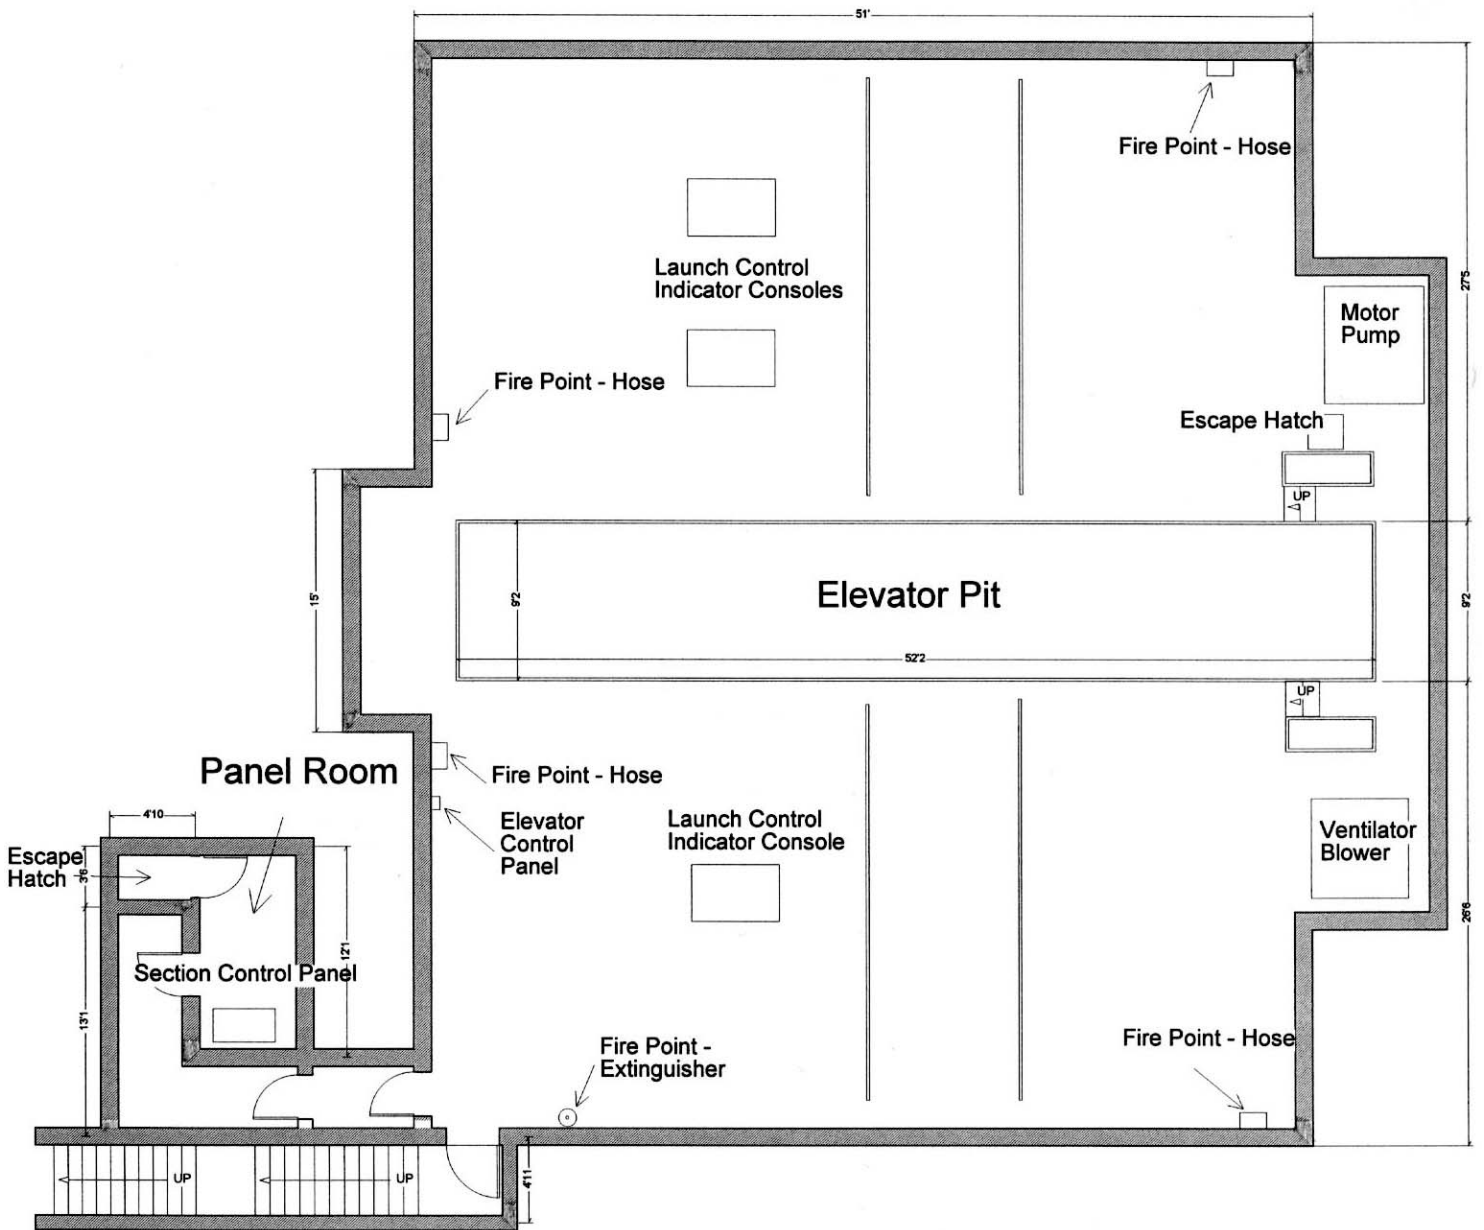 51'
Fire Point - Hose
Launch Control
Indicator Consoles
27'5
Motor
Pump
Fire Point - Hose
Escape Hatch
UP
15'
9'2
Elevator Pit
9'2
52'2
UP
Panel Room
Fire Point - Hose
4'10
Elevator
Control
Panel
Launch Control
Indicator Console
Ventilator
Blower
Escape
Hatch
3'6
26'6
12'1
Section Control Panel
13'1
Fire Point -
Extinguisher
Fire Point - Hose
UP
UP
4'11